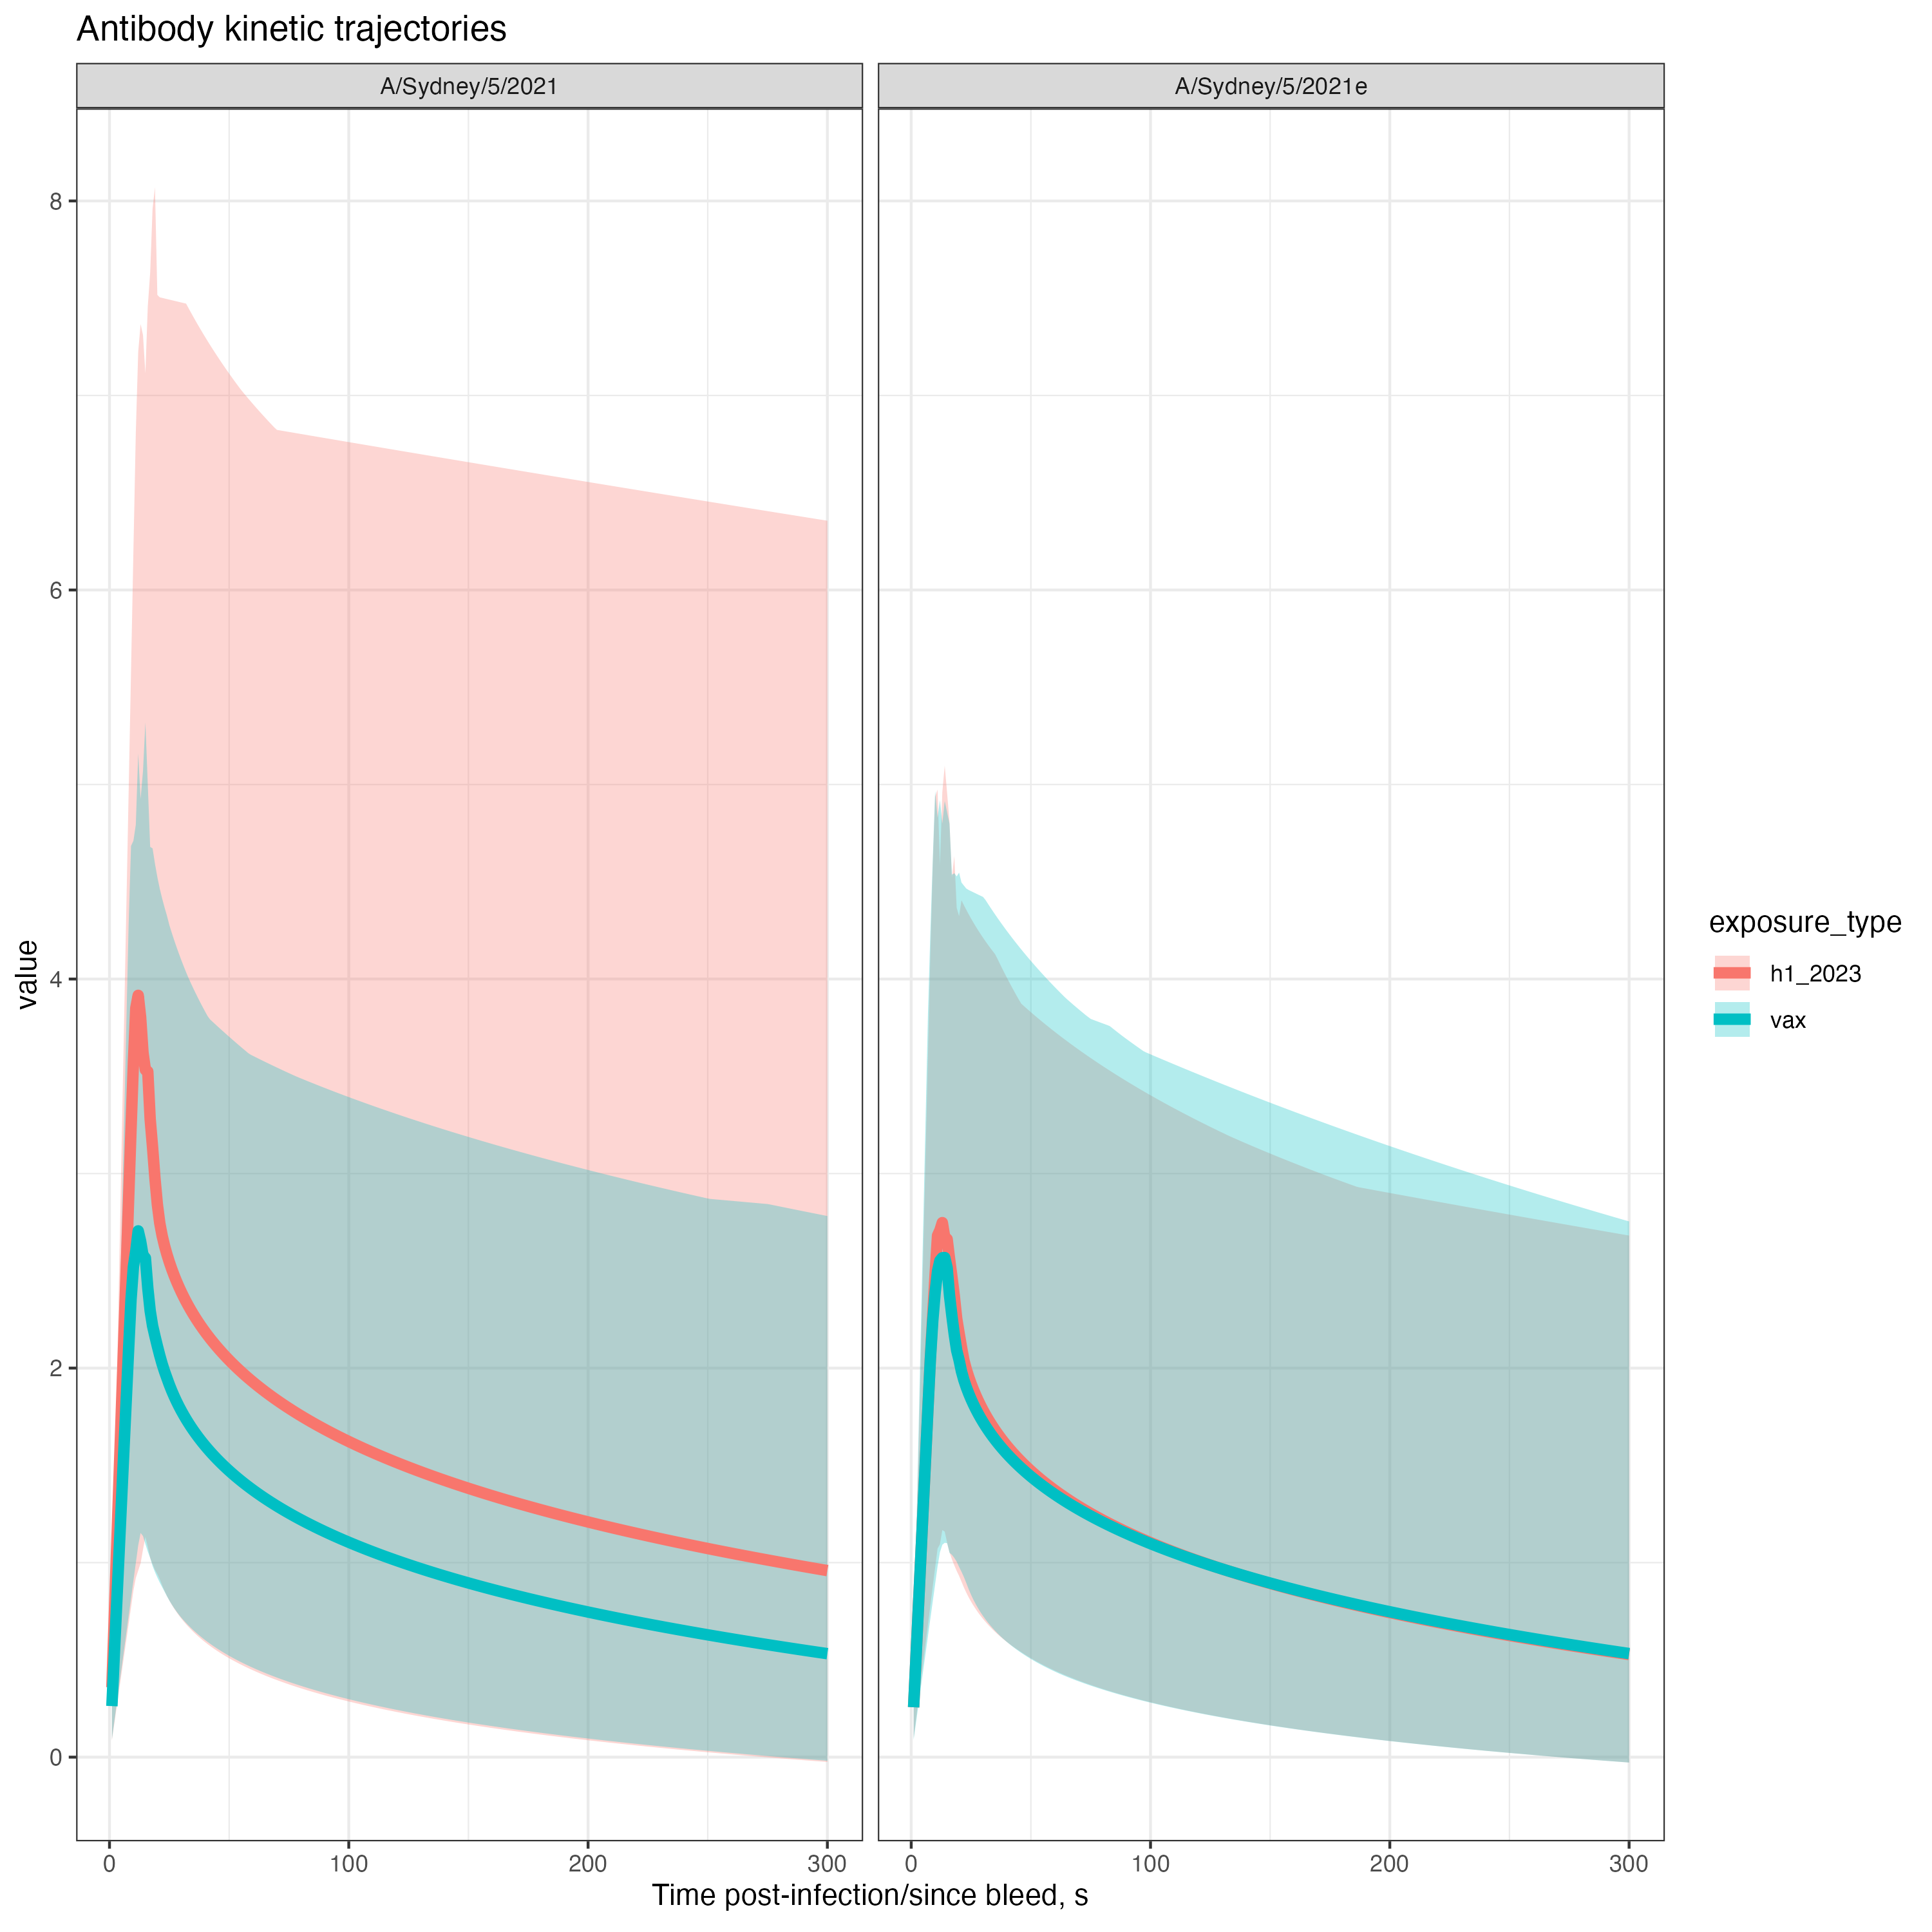 Antibody kinetic trajectories
A/Sydney/5/2021
A/Sydney/5/2021e
8
6
4
2
0
value
0 100 200 300
0 100 200 300
Time post-infection/since bleed, s
exposure_type
h1_2023
vax